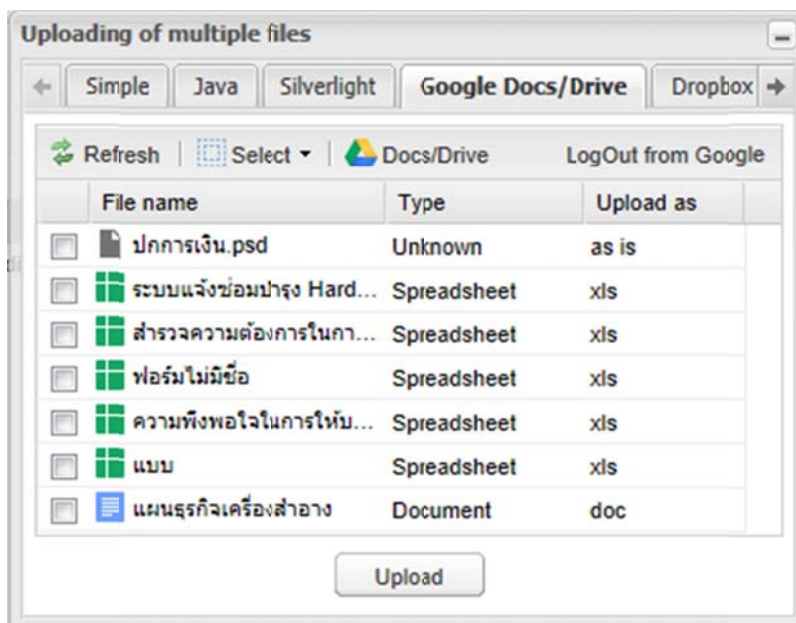 Uploading of multiple files
Simple Java Silverlight Google Docs/Drive Dropbox
Refresh Select Docs/Drive LogOut from Google
File name Type Upload as
ปกการเงิน.psd Unknown as is
ระบบแจ้งซ่อมบำรุง Hard... Spreadsheet xls
สำรวจความต้องการในกา... Spreadsheet xls
ฟอร์มไม่มีชื่อ Spreadsheet xls
ความพึงพอใจในการให้บ... Spreadsheet xls
แบบ Spreadsheet xls
แผนธุรกิจเครื่องสำอาง Document doc
Upload